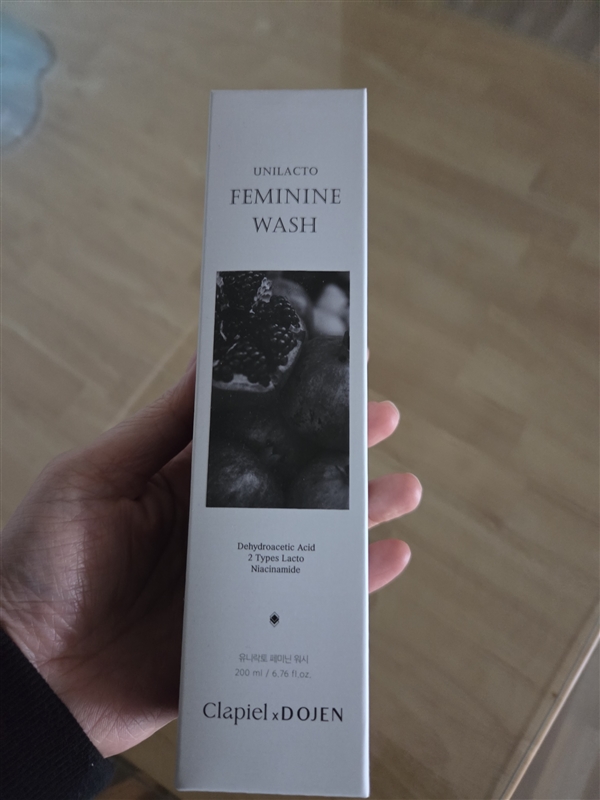 UNILACTO
FEMININE
WASH
Dehydroacetic Acid
2 Types Lacto
Niacinamide
유니락토 페미닌 워시
200 ml / 6.76 fl.oz.
Clapiel x DOJEN